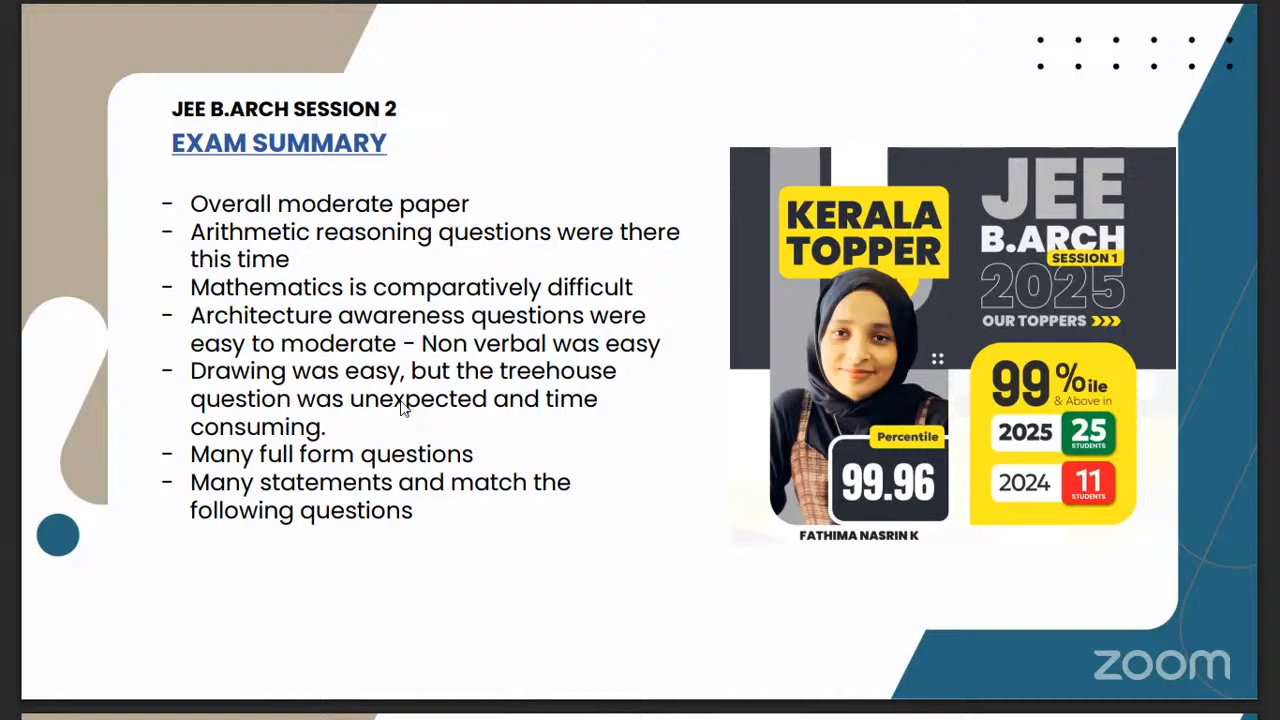 JEE B.ARCH SESSION 2
EXAM SUMMARY
- Overall moderate paper
- Arithmetic reasoning questions were there
this time
- Mathematics is comparatively difficult
- Architecture awareness questions were
easy to moderate - Non verbal was easy
- Drawing was easy, but the treehouse
question was unexpected and time
consuming.
- Many full form questions
- Many statements and match the
following questions
KERALA
TOPPER
JEE
B.ARCH
SESSION 1
2025
OUR TOPPERS
99%ile
& Above in
2025 25
STUDENTS
2024 11
STUDENTS
Percentile
99.96
FATHIMA NASRIN K
zoom